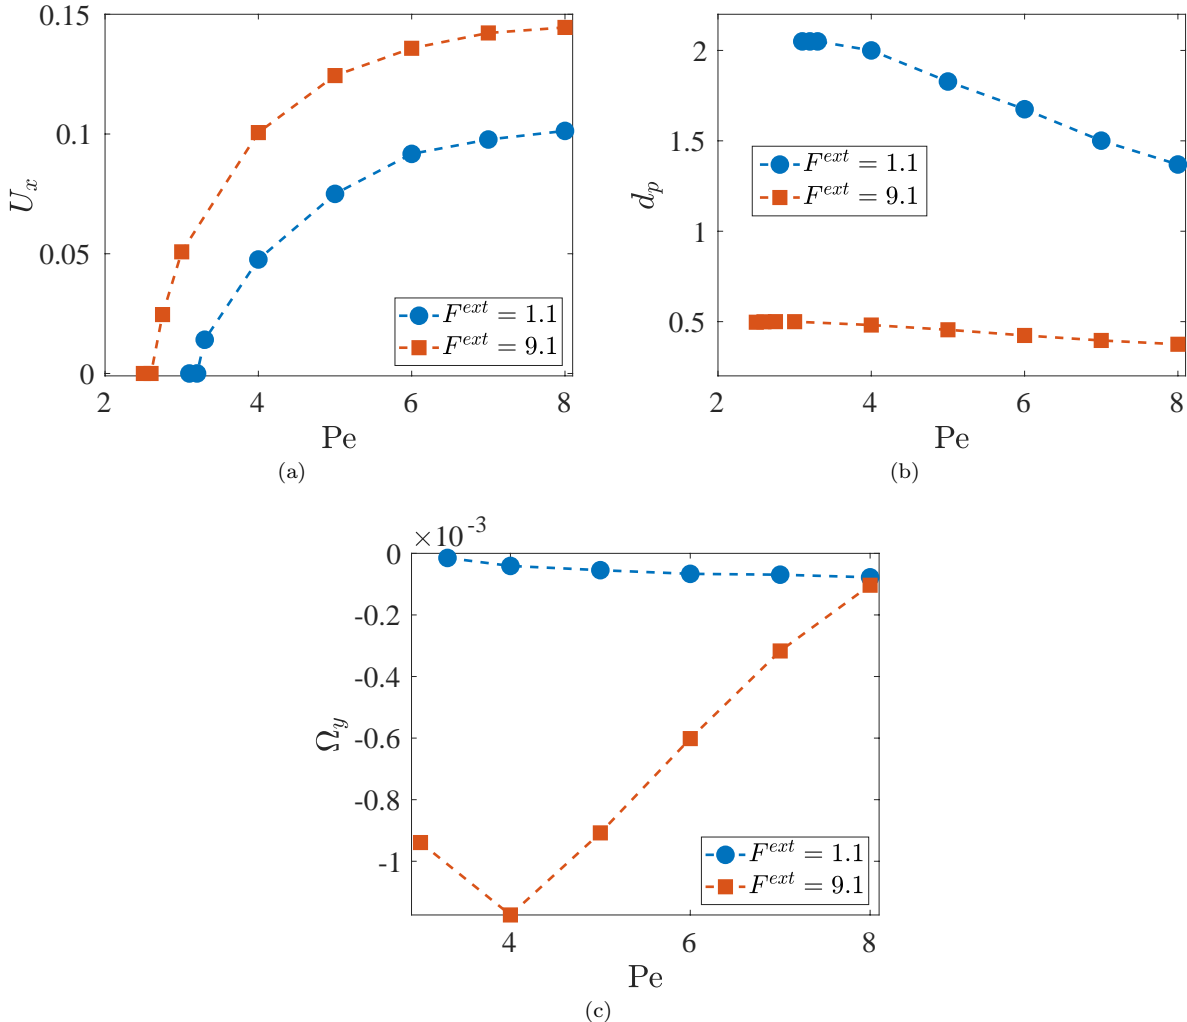 0.15
0.1
0.05
0
U_x
2 4 6 8
Pe
F^{ext} = 1.1
F^{ext} = 9.1
(a)
2
1.5
1
0.5
d_p
2 4 6 8
Pe
F^{ext} = 1.1
F^{ext} = 9.1
(b)
×10^{-3}
0
-0.2
-0.4
-0.6
-0.8
-1
Ω_y
4 6 8
Pe
F^{ext} = 1.1
F^{ext} = 9.1
(c)